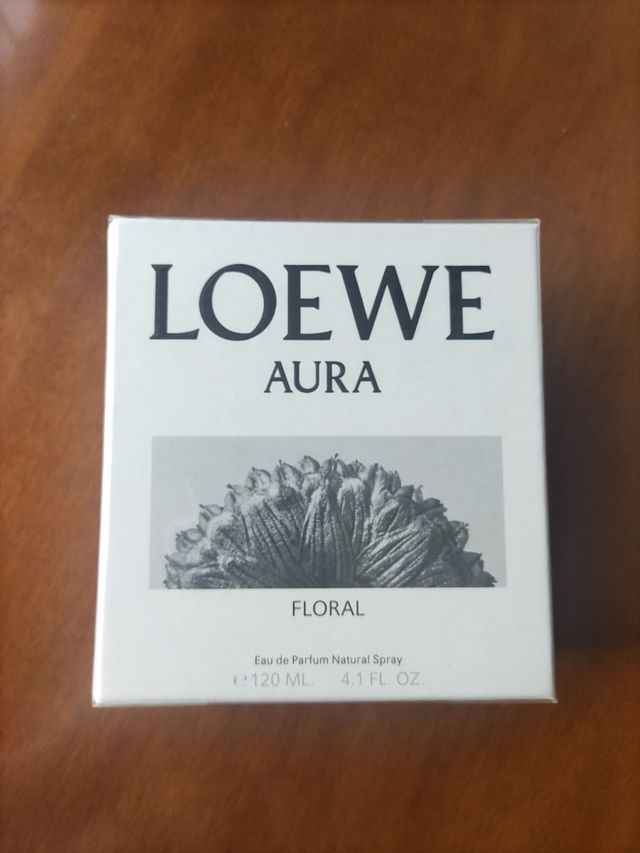 LOEWE
AURA
FLORAL
Eau de Parfum Natural Spray
℮120 ML. 4.1 FL. OZ.